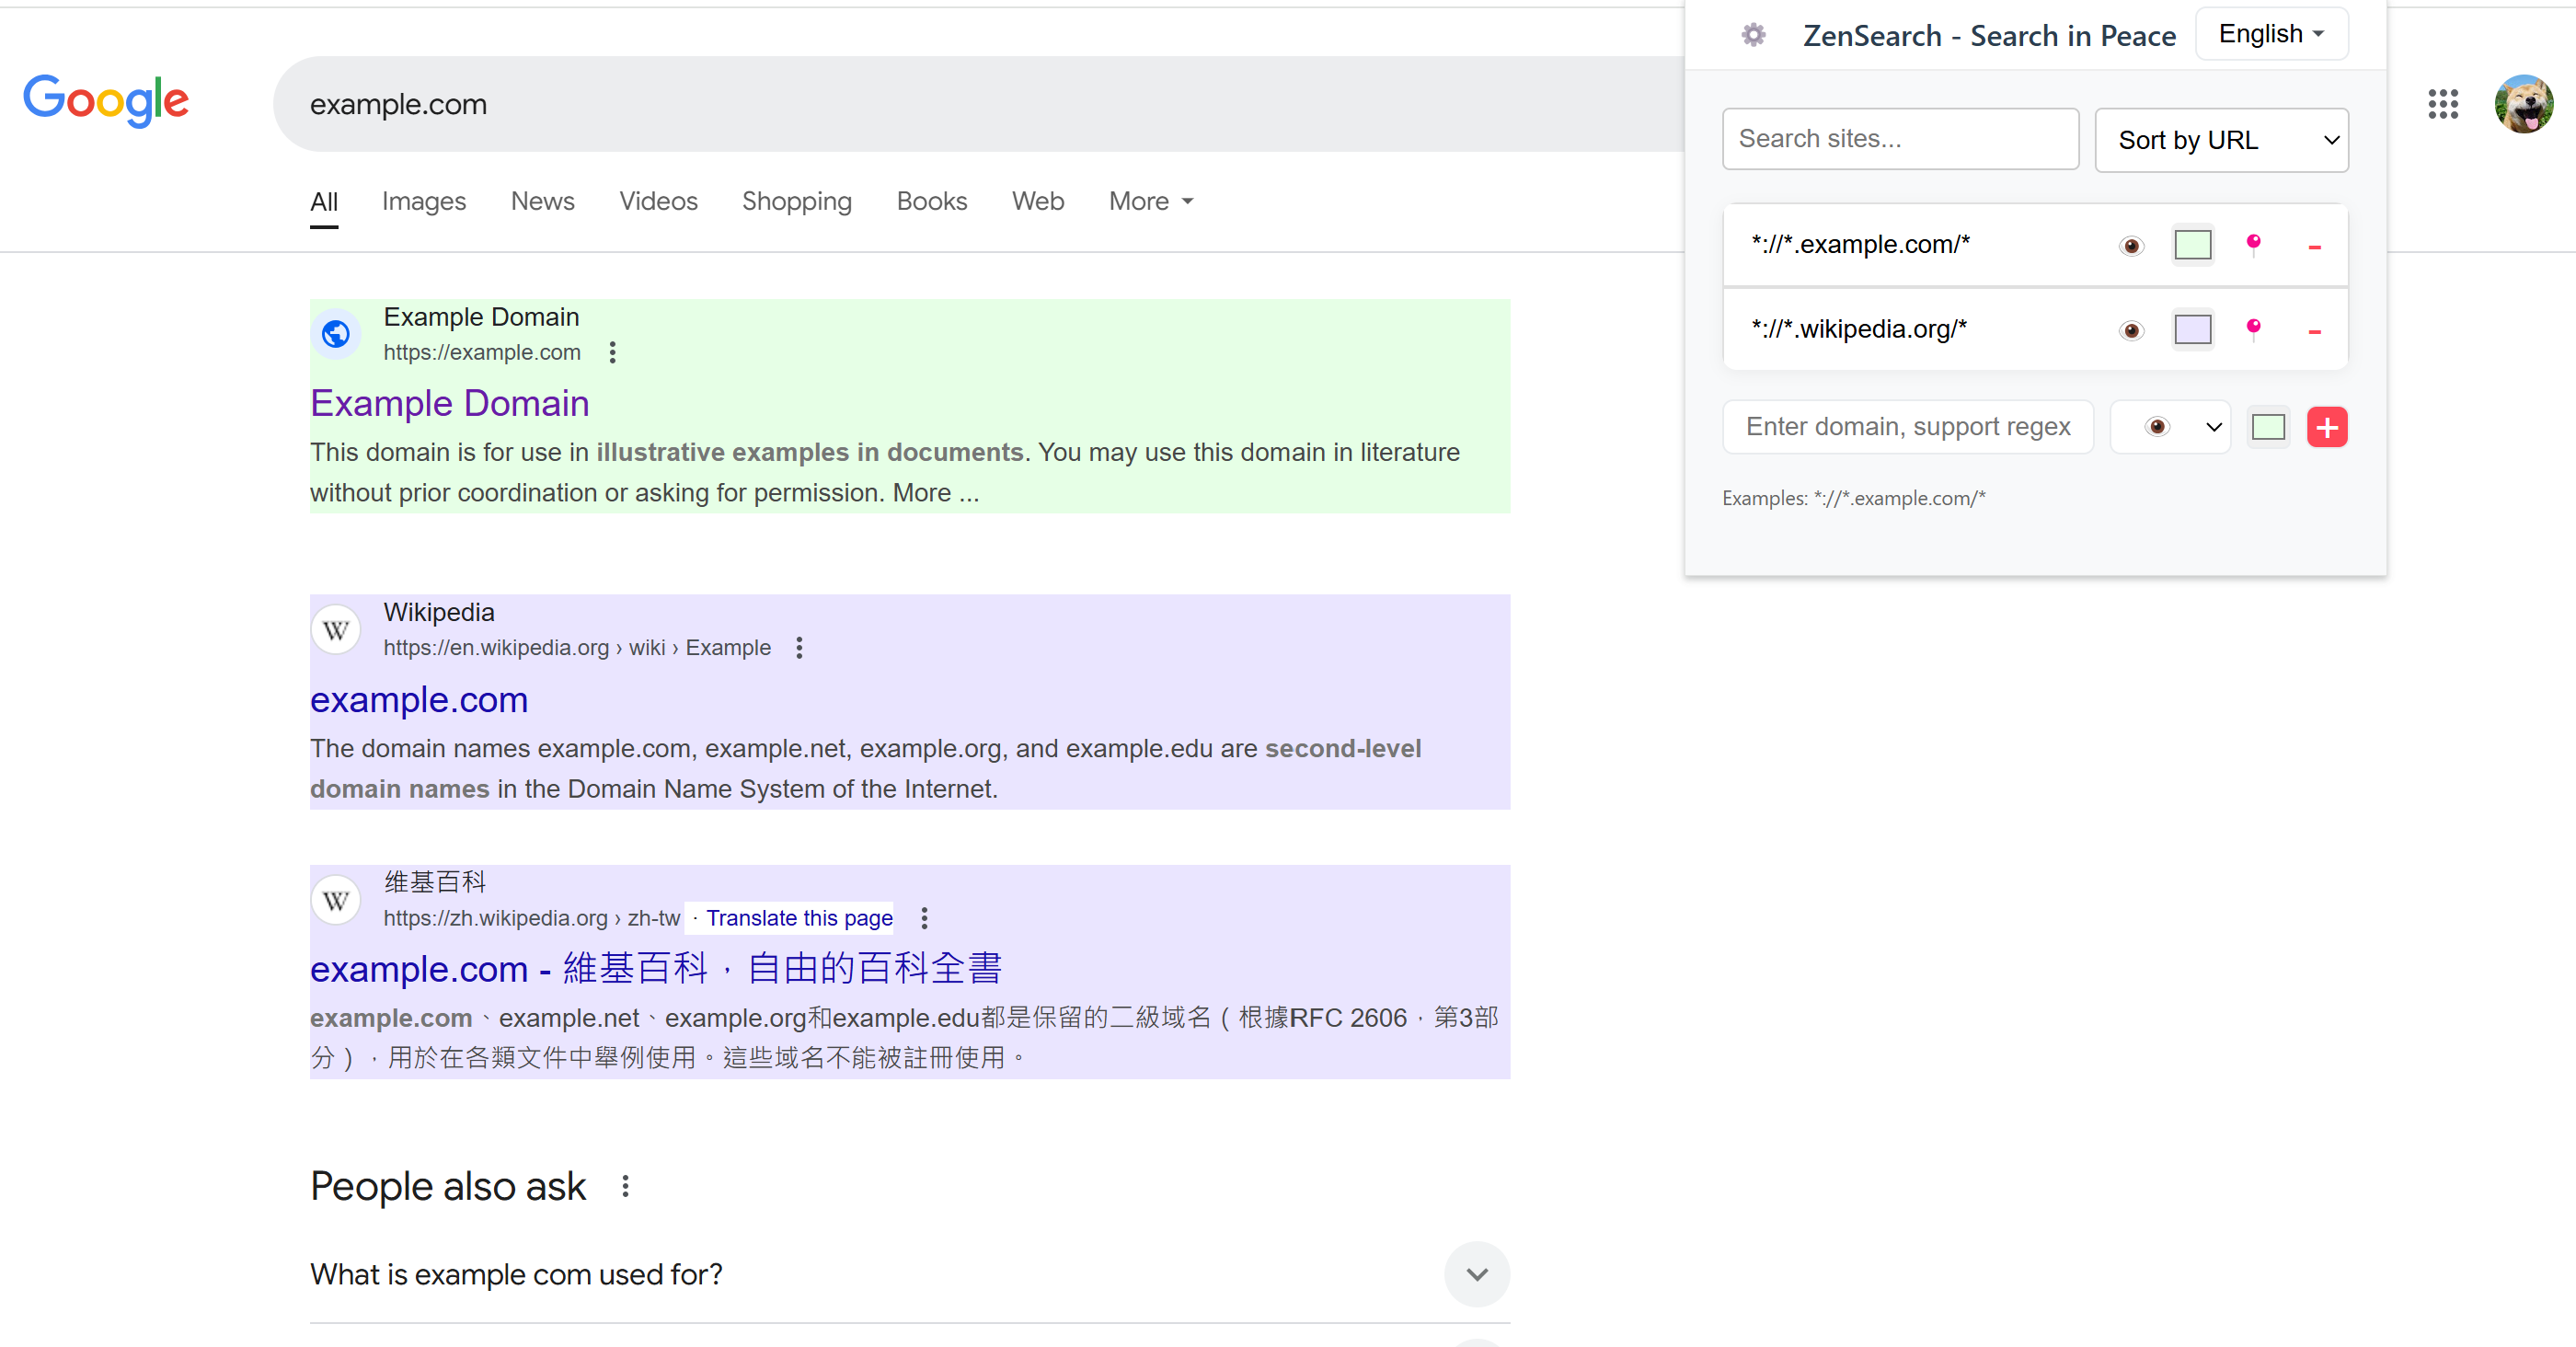 Google
example.com
All Images News Videos Shopping Books Web More
Example Domain
https://example.com
Example Domain
This domain is for use in illustrative examples in documents. You may use this domain in literature
without prior coordination or asking for permission. More ...
Wikipedia
https://en.wikipedia.org › wiki › Example
example.com
The domain names example.com, example.net, example.org, and example.edu are second-level
domain names in the Domain Name System of the Internet.
维基百科
https://zh.wikipedia.org › zh-tw · Translate this page
example.com - 維基百科，自由的百科全書
example.com、example.net、example.org和example.edu都是保留的二級域名（根據RFC 2606，第3部
分），用於在各類文件中舉例使用。這些域名不能被註冊使用。
People also ask
What is example com used for?
ZenSearch - Search in Peace English
Search sites... Sort by URL
*://*.example.com/* -
*://*.wikipedia.org/* -
Enter domain, support regex +
Examples: *://*.example.com/*